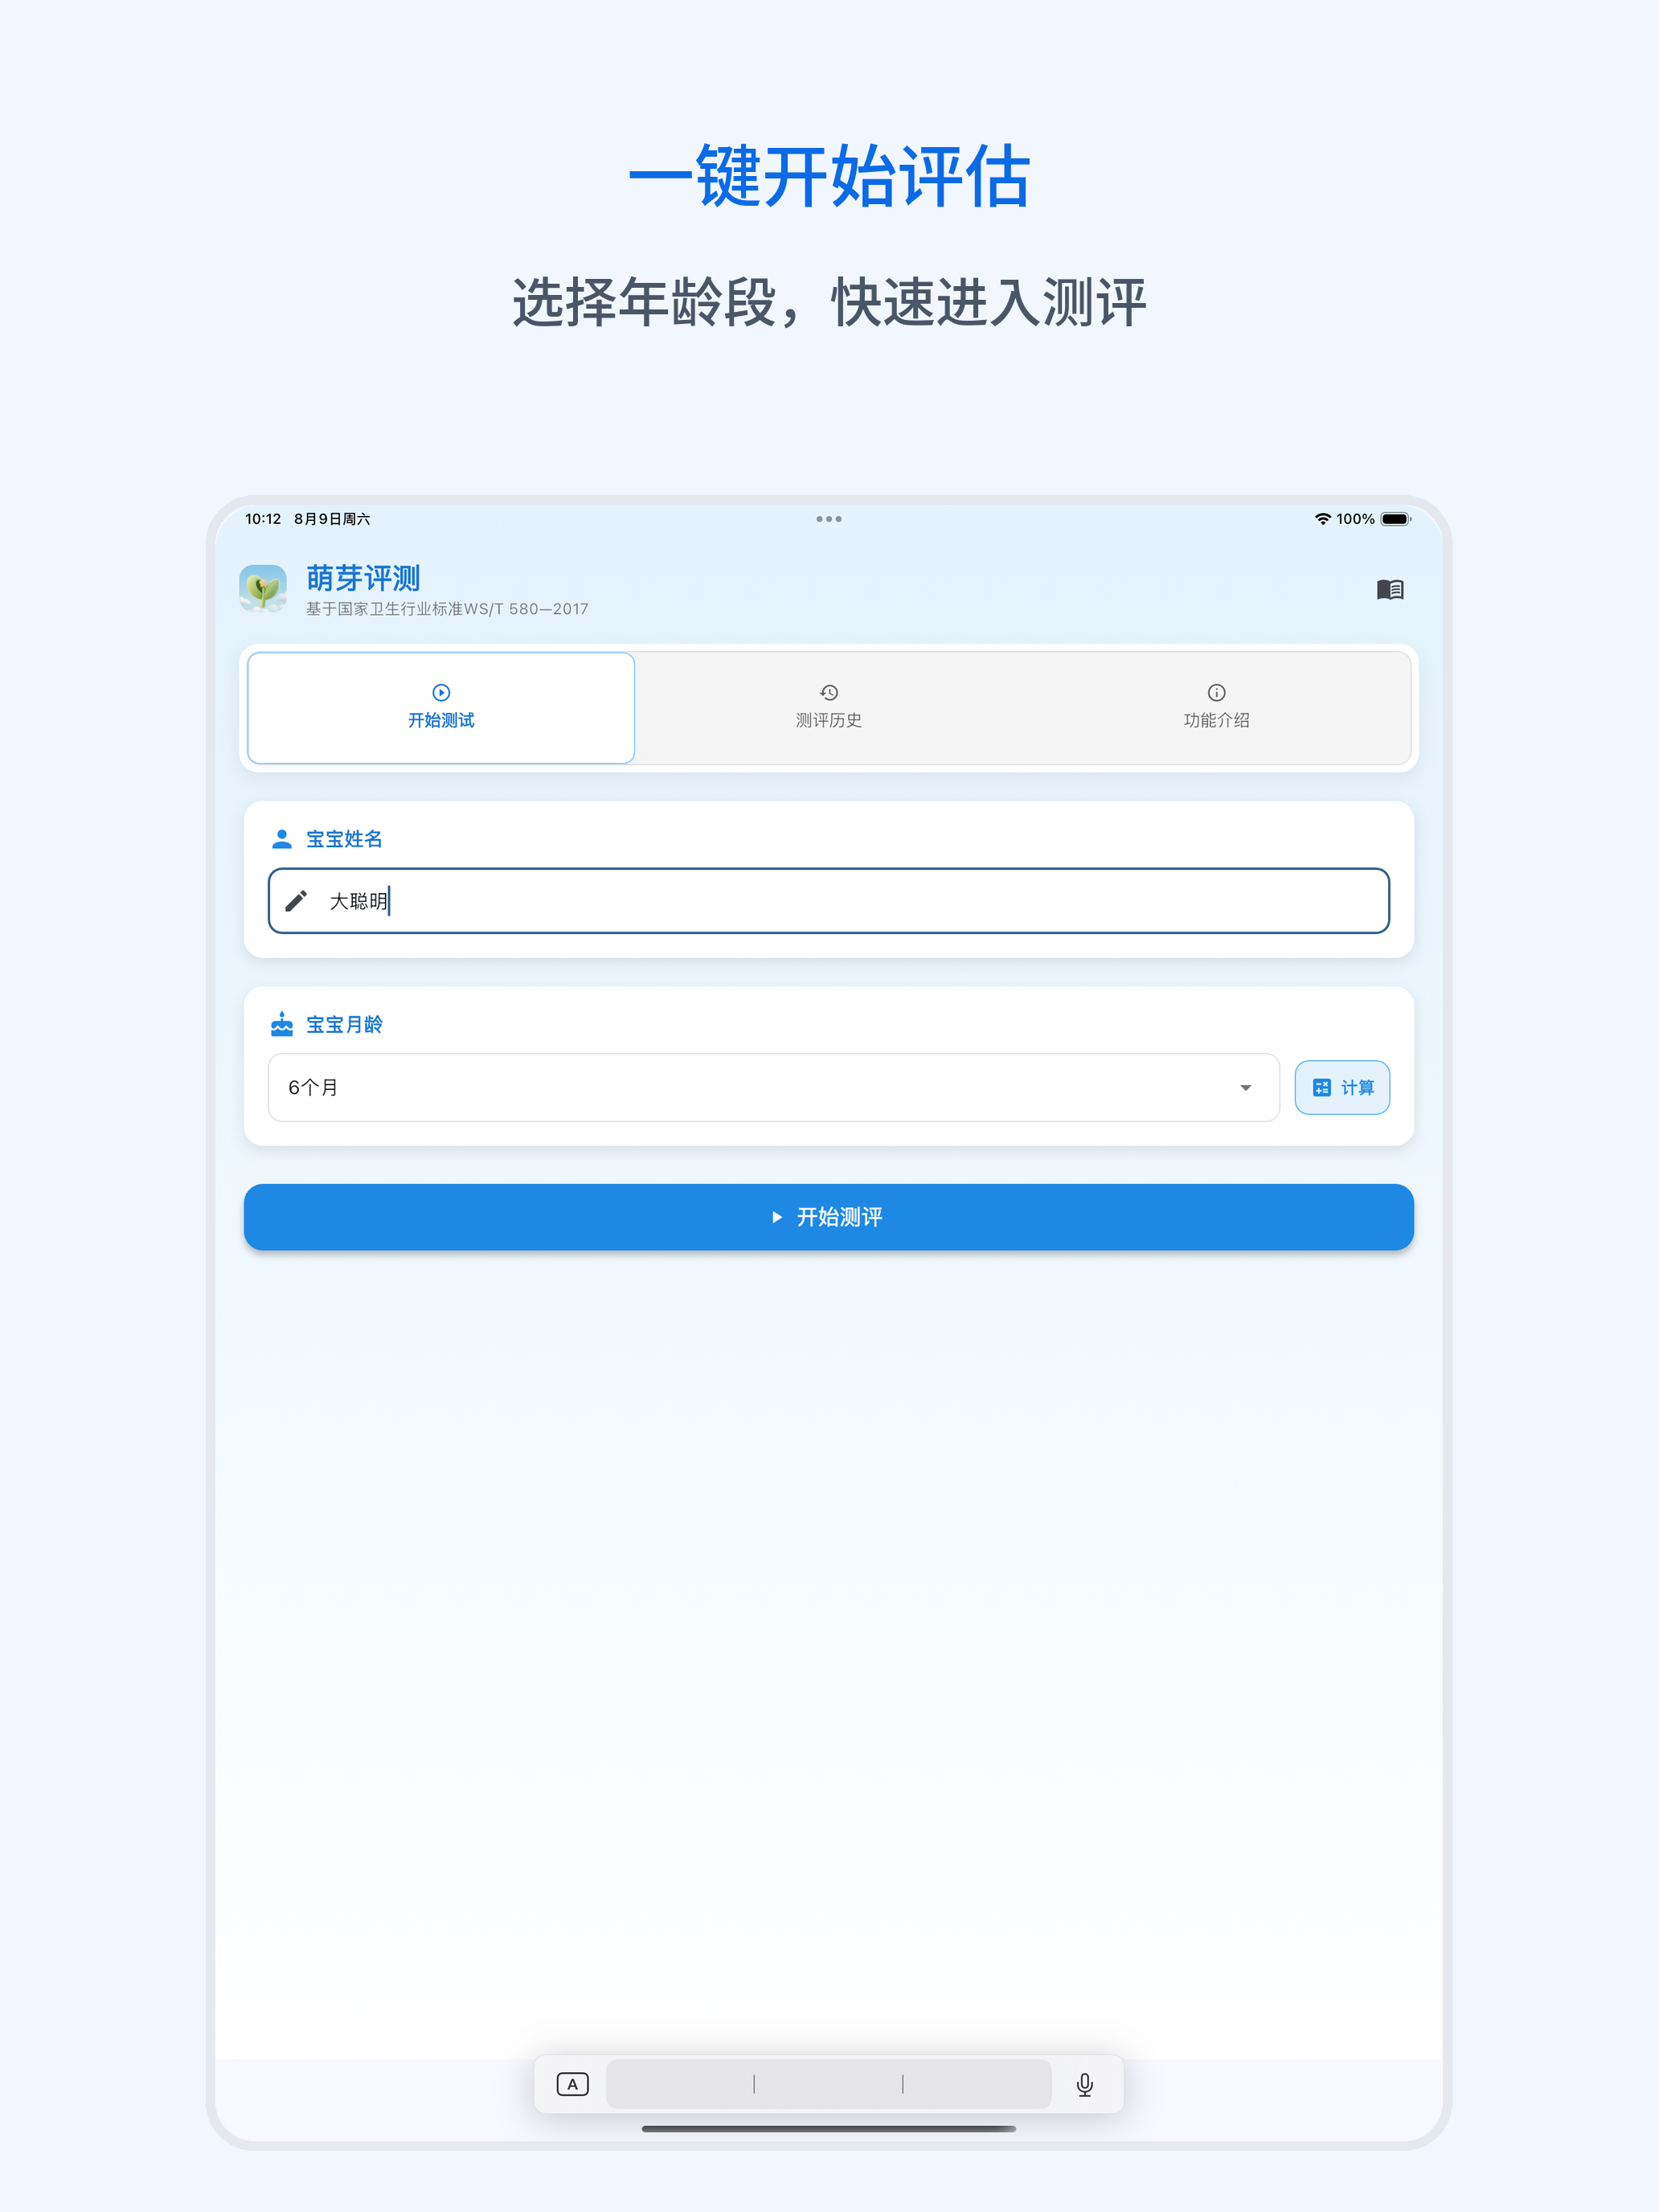 一键开始评估
选择年龄段，快速进入测评
10:12 8月9日周六
100%
萌芽评测
基于国家卫生行业标准WS/T 580—2017
开始测试
测评历史
功能介绍
宝宝姓名
大聪明
宝宝月龄
6个月
计算
开始测评
A